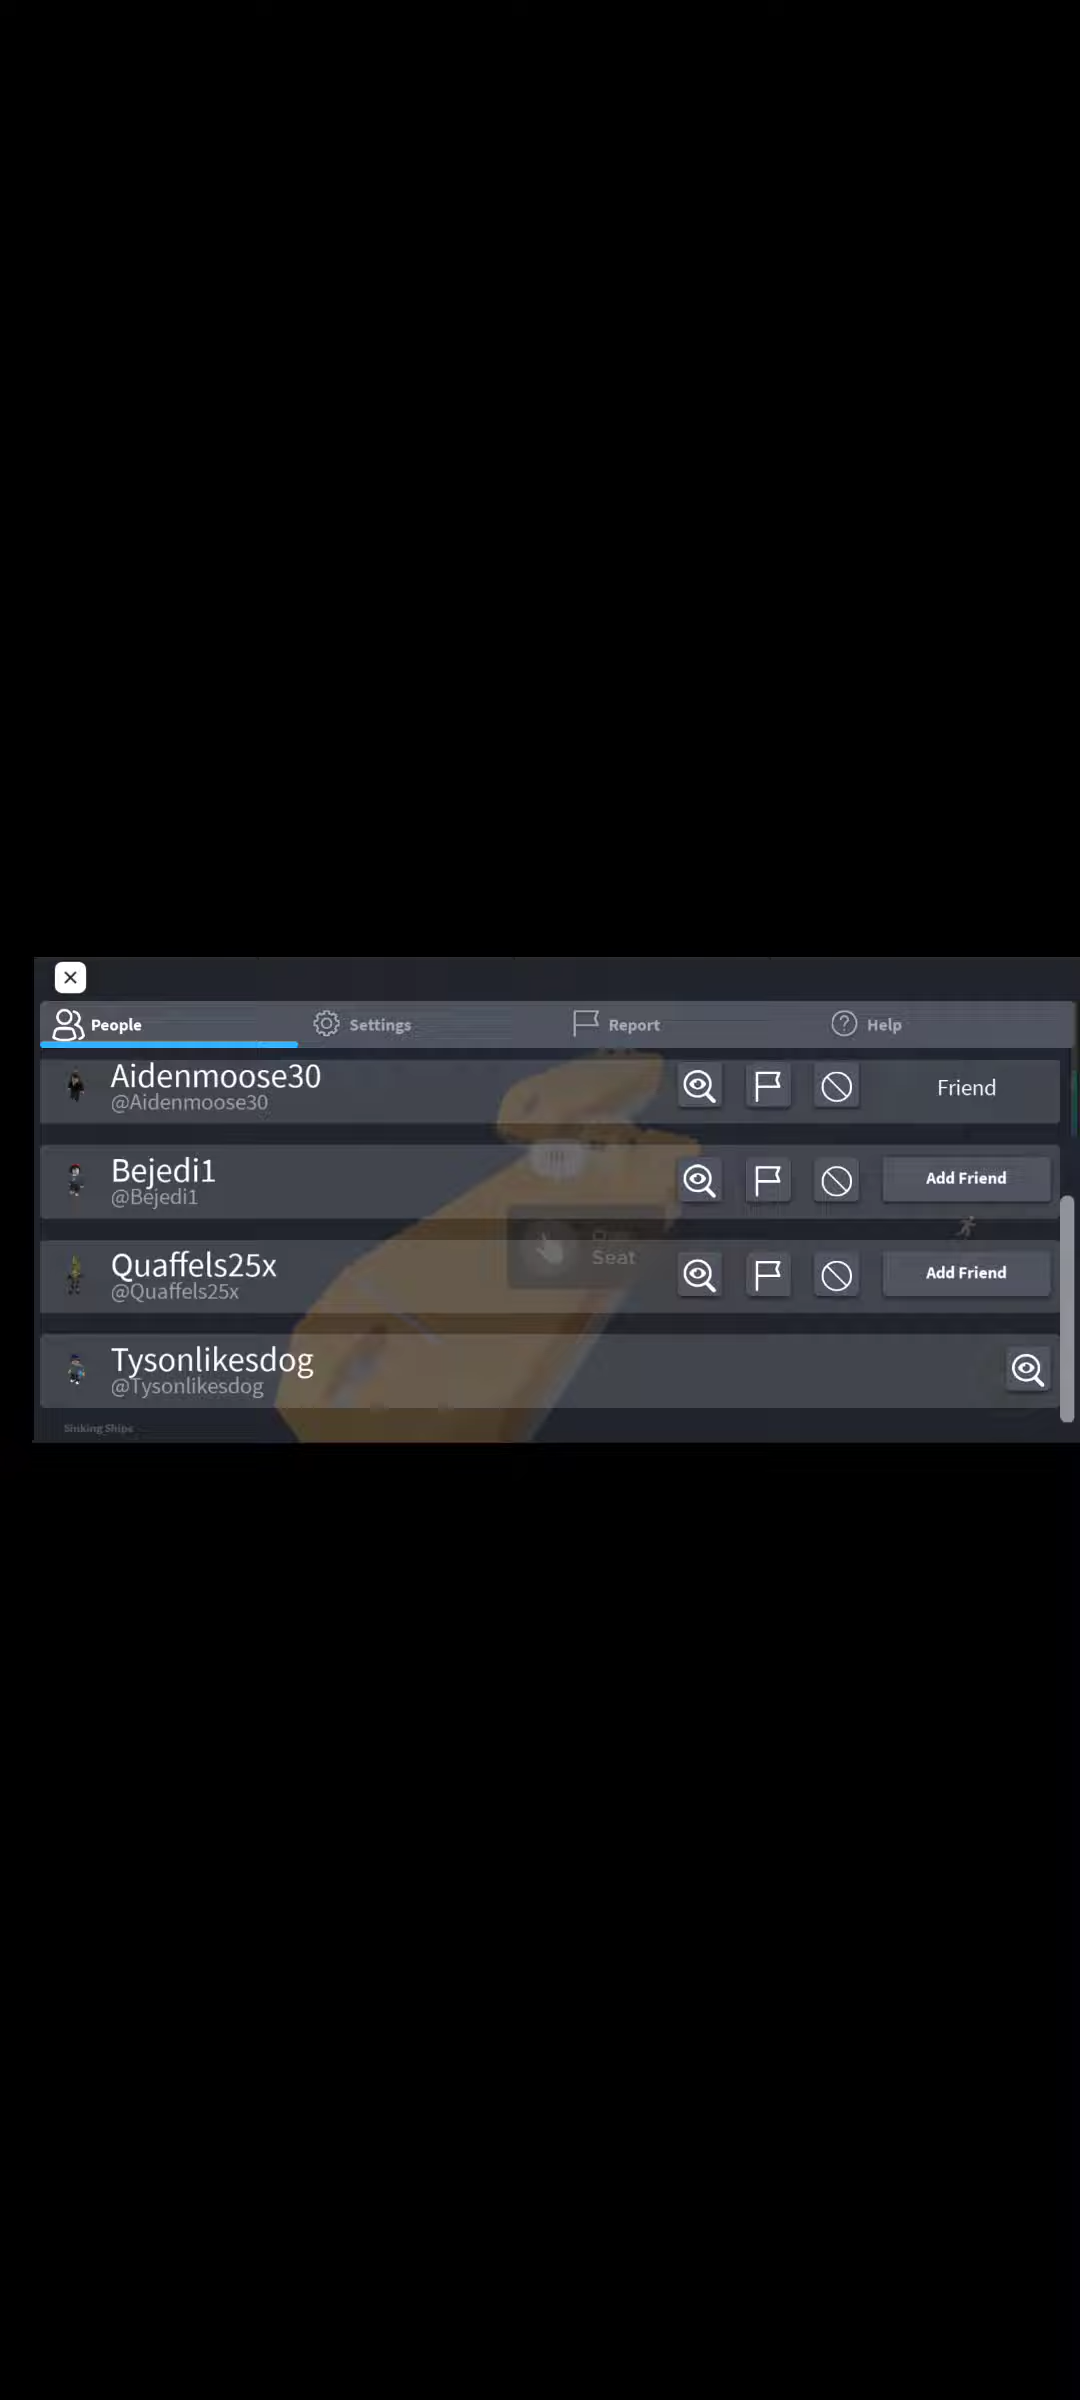 People
Settings
Report
Help
Aidenmoose30
@Aidenmoose30
Friend
Bejedi1
@Bejedi1
Add Friend
Seat
Quaffels25x
@Quaffels25x
Add Friend
Tysonlikesdog
@Tysonlikesdog
Sinking Ships